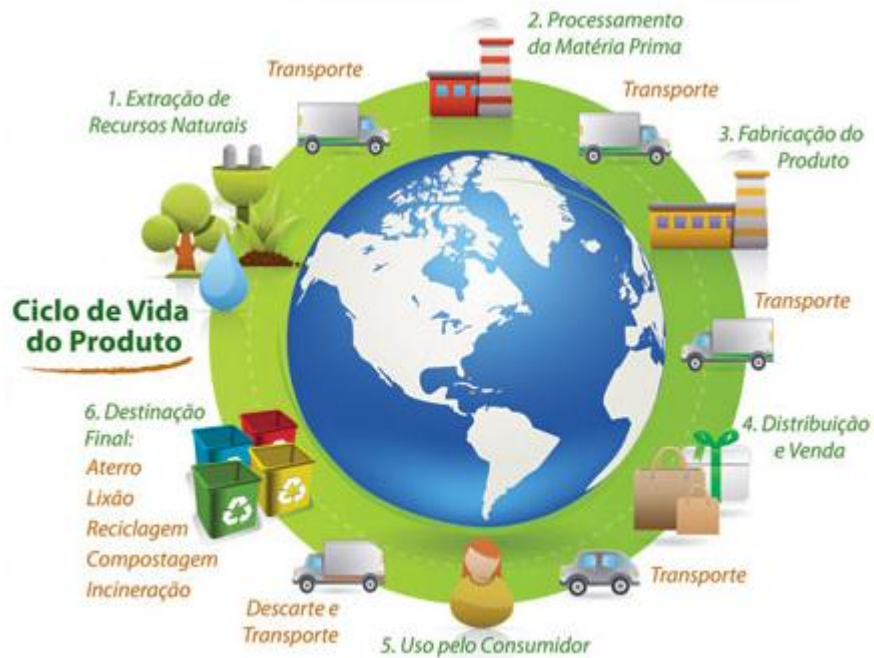 Ciclo de Vida
do Produto
1. Extração de
Recursos Naturais
Transporte
2. Processamento
da Matéria Prima
Transporte
3. Fabricação do
Produto
Transporte
4. Distribuição
e Venda
Transporte
5. Uso pelo Consumidor
Descarte e
Transporte
6. Destinação
Final:
Aterro
Lixão
Reciclagem
Compostagem
Incineração